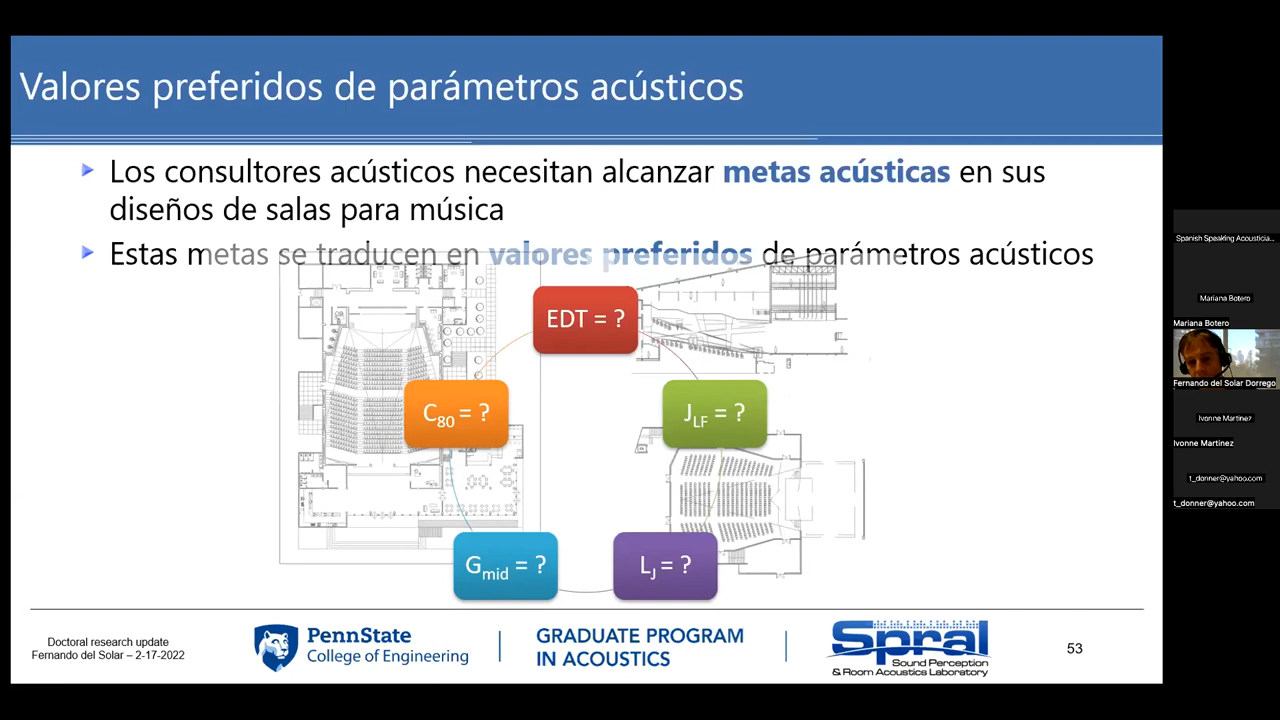 Valores preferidos de parámetros acústicos
Los consultores acústicos necesitan alcanzar metas acústicas en sus
diseños de salas para música
Estas metas se traducen en valores preferidos de parámetros acústicos
EDT = ?
C80 = ?
JLF = ?
Gmid = ?
LJ = ?
Doctoral research update
Fernando del Solar – 2-17-2022
PennState
College of Engineering
GRADUATE PROGRAM
IN ACOUSTICS
Spral
Sound Perception
& Room Acoustics Laboratory
53
Spanish Speaking Acousticia...
Mariana Botero
Mariana Botero
Fernando del Solar Dorrego
Ivonne Martinez
Ivonne Martinez
t_donner@yahoo.com
t_donner@yahoo.com